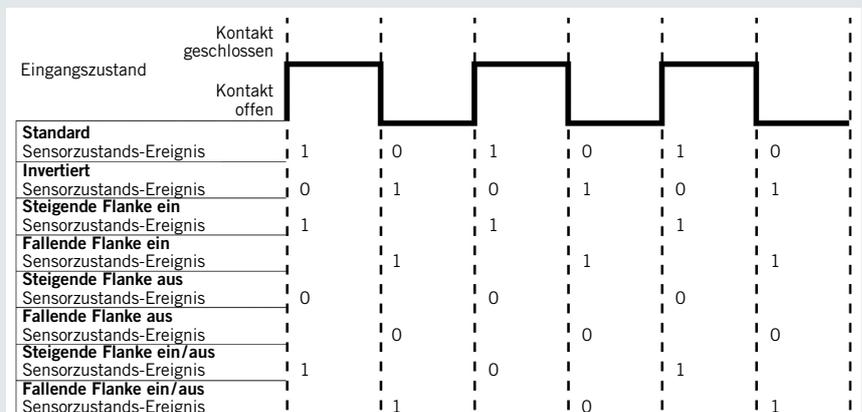 Kontakt
geschlossen
Eingangszustand
Kontakt
offen
Standard
Sensorzustands-Ereignis 1 0 1 0 1 0
Invertiert
Sensorzustands-Ereignis 0 1 0 1 0 1
Steigende Flanke ein
Sensorzustands-Ereignis 1 1 1
Fallende Flanke ein
Sensorzustands-Ereignis 1 1 1
Steigende Flanke aus
Sensorzustands-Ereignis 0 0 0
Fallende Flanke aus
Sensorzustands-Ereignis 0 0 0
Steigende Flanke ein/aus
Sensorzustands-Ereignis 1 0 1
Fallende Flanke ein/aus
Sensorzustands-Ereignis 1 0 1